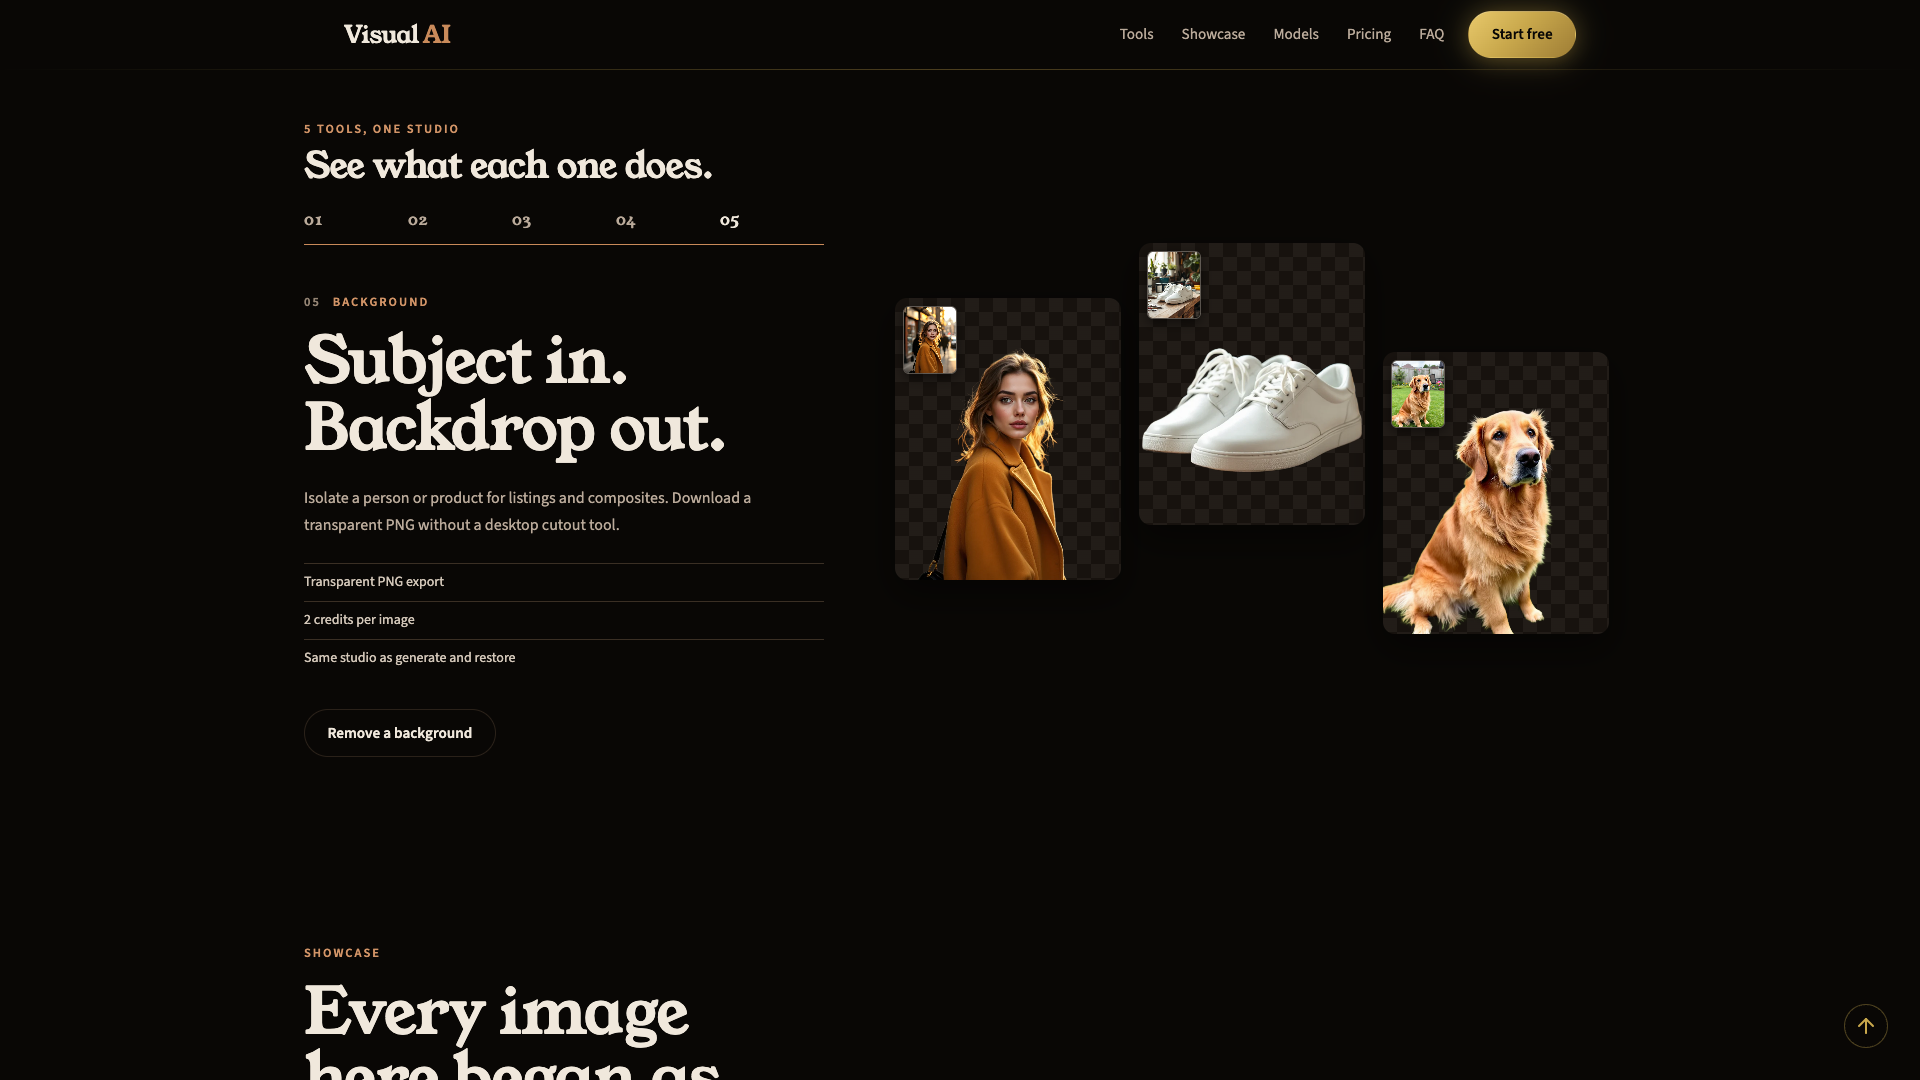 Visual AI
Tools
Showcase
Models
Pricing
FAQ
Start free
5 TOOLS, ONE STUDIO
See what each one does.
01
02
03
04
05
05 BACKGROUND
Subject in.
Backdrop out.
Isolate a person or product for listings and composites. Download a
transparent PNG without a desktop cutout tool.
Transparent PNG export
2 credits per image
Same studio as generate and restore
Remove a background
SHOWCASE
Every image
here began as